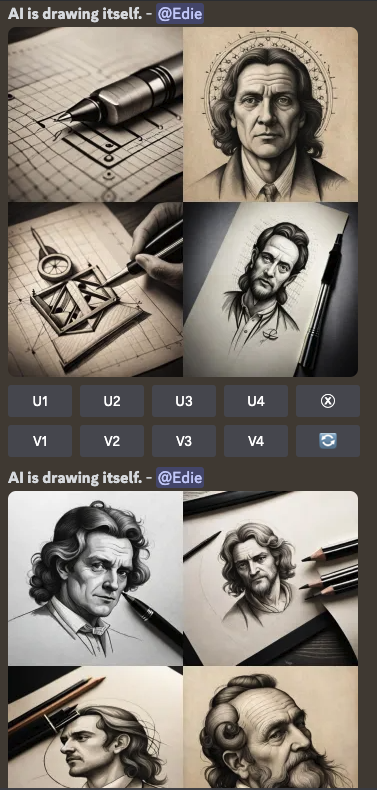 AI is drawing itself. - @Edie
U1 U2 U3 U4
V1 V2 V3 V4
AI is drawing itself. - @Edie